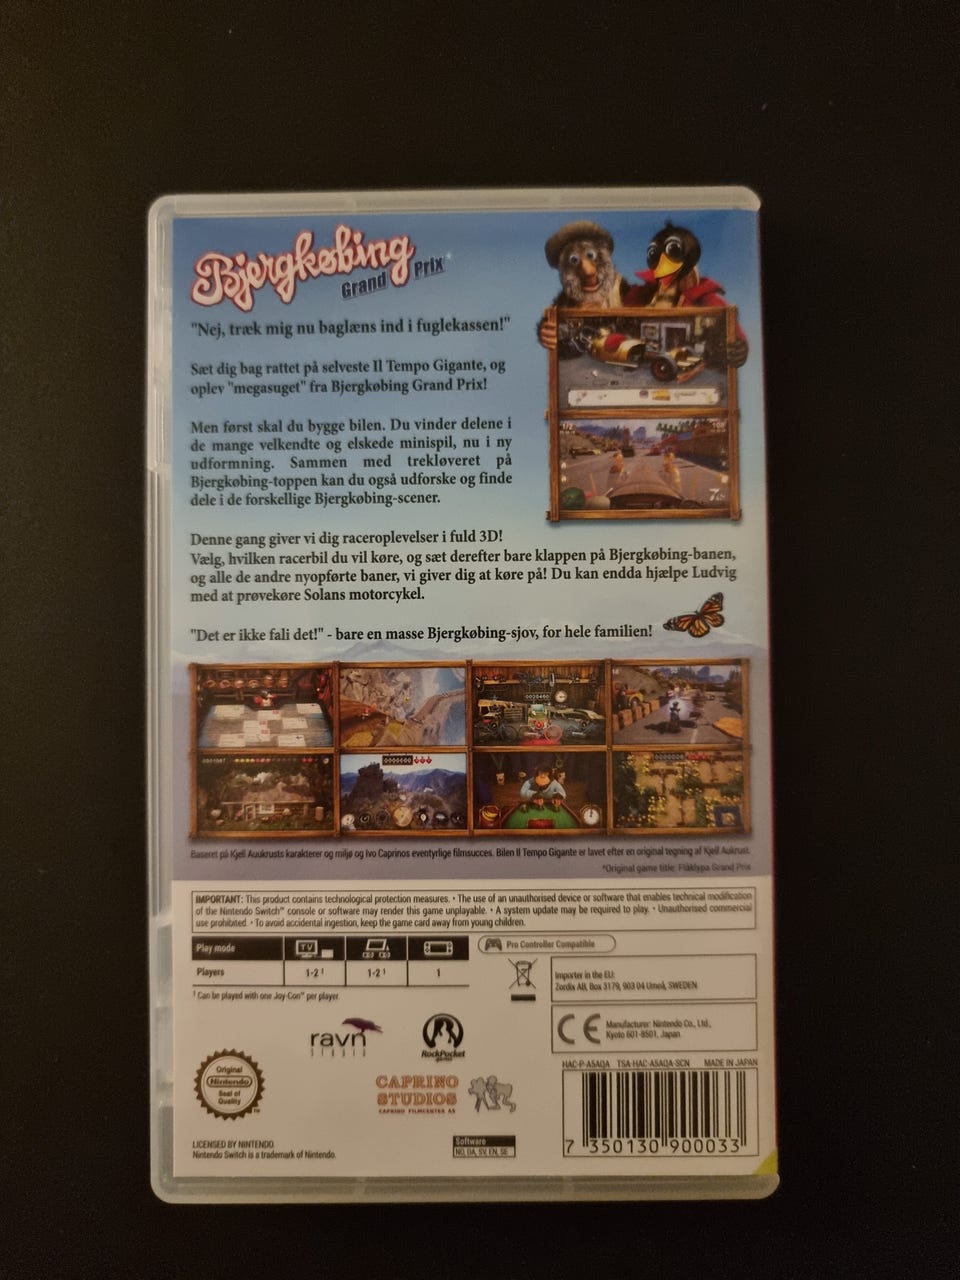 Bjergkøbing
Grand Prix
"Nej, træk mig nu baglæns ind i fuglekassen!"
Sæt dig bag rattet på selveste Il Tempo Gigante, og
oplev "megasuget" fra Bjergkøbing Grand Prix!
Men først skal du bygge bilen. Du vinder delene i
de mange velkendte og elskede minispil, nu i ny
udformning. Sammen med trekløveret på
Bjergkøbing-toppen kan du også udforske og finde
dele i de forskellige Bjergkøbing-scener.
Denne gang giver vi dig raceroplevelser i fuld 3D!
Vælg, hvilken racerbil du vil køre, og sæt derefter bare klappen på Bjergkøbing-banen,
og alle de andre nyopførte baner, vi giver dig at køre på! Du kan endda hjælpe Ludvig
med at prøvekøre Solans motorcykel.
"Det er ikke fali det!" - bare en masse Bjergkøbing-sjov, for hele familien!
Baseret på Kjell Auukrusts karakterer og miljø og Ivo Caprinos eventyrlige filmsucces. Bilen Il Tempo Gigante er lavet efter en original tegning af Kjell Aukrust.
*Original game title: Flåklypa Grand Prix
IMPORTANT: This product contains technological protection measures. • The use of an unauthorised device or software that enables technical modification
of the Nintendo Switch™ console or software may render this game unplayable. • A system update may be required to play. • Unauthorised commercial
use prohibited. • To avoid accidental ingestion, keep the game card away from young children.
Play mode TV
Players 1-2¹ 1-2¹ 1
¹ Can be played with one Joy-Con™ per player.
Pro Controller Compatible
Importer in the EU:
Zordix AB, Box 3179, 903 04 Umeå, SWEDEN
CE
Manufacturer: Nintendo Co., Ltd.,
Kyoto 601-8501, Japan
ravn
STUDIO
RockPocket
games
CAPRINO
STUDIOS
CAPRINO FILMCENTER AS
Original
Nintendo
Seal of
Quality
™
HAC-P-A5AQA TSA-HAC-A5AQA-SCN MADE IN JAPAN
7 350130 900033
LICENSED BY NINTENDO.
Nintendo Switch is a trademark of Nintendo.
Software
NO, DA, SV, EN, SE